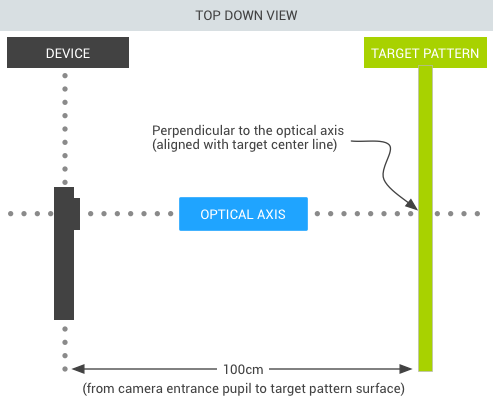 TOP DOWN VIEW
DEVICE
TARGET PATTERN
Perpendicular to the optical axis
(aligned with target center line)
OPTICAL AXIS
100cm
(from camera entrance pupil to target pattern surface)